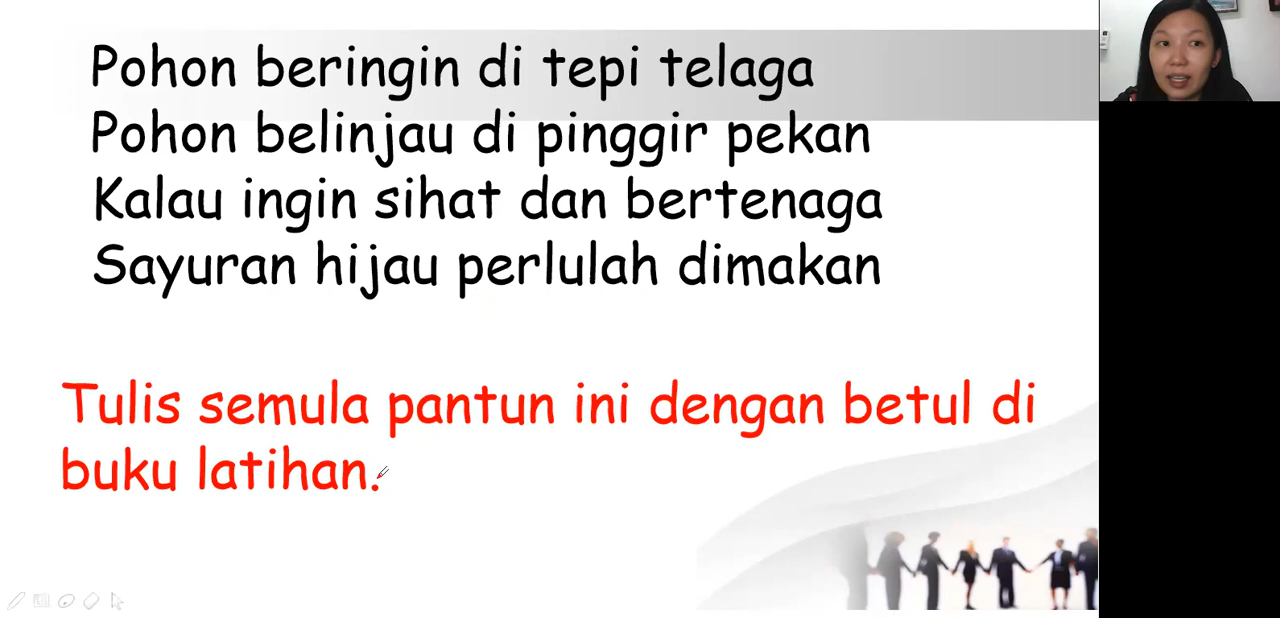 Pohon beringin di tepi telaga
Pohon belinjau di pinggir pekan
Kalau ingin sihat dan bertenaga
Sayuran hijau perlulah dimakan
Tulis semula pantun ini dengan betul di
buku latihan.